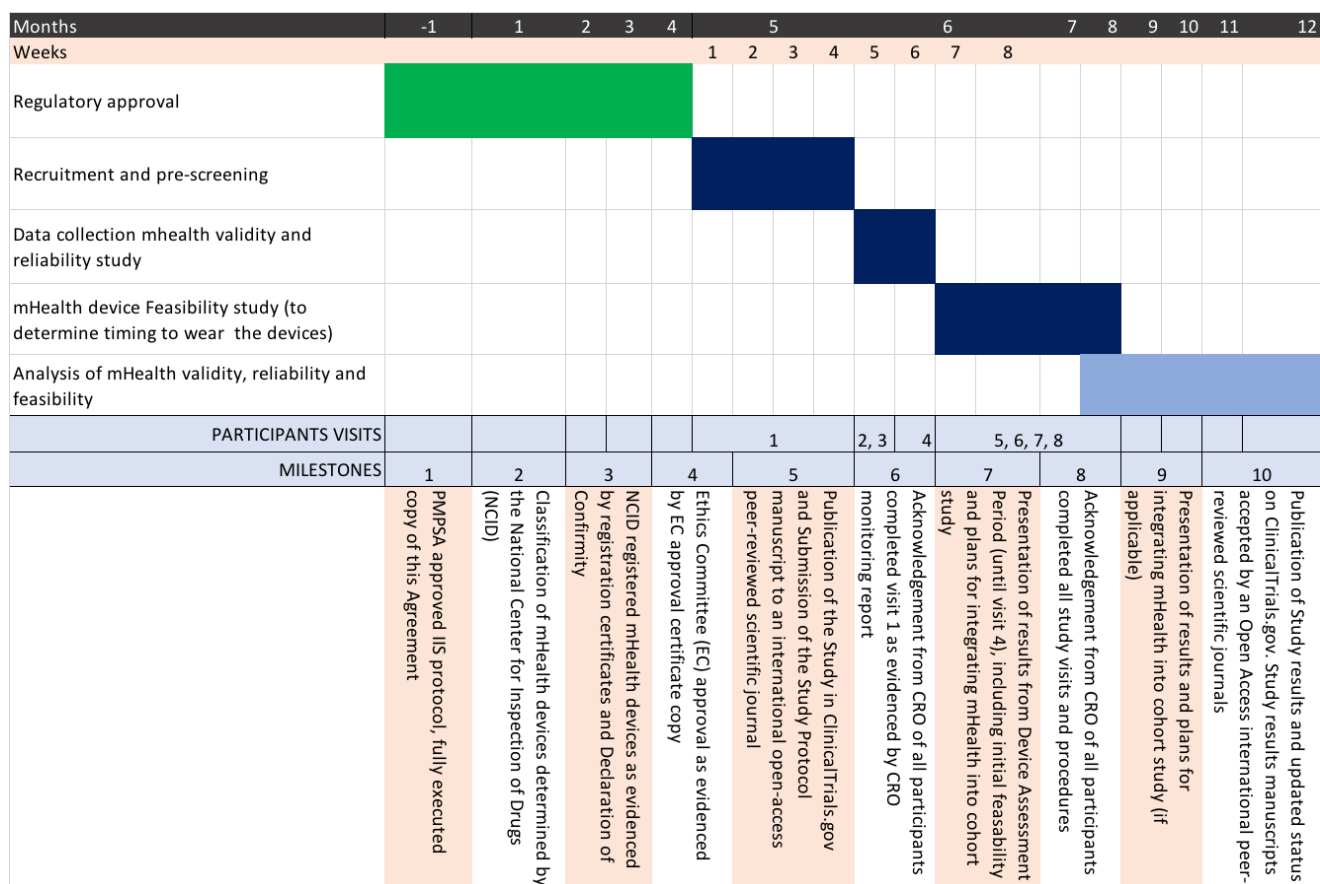 Months -1 1 2 3 4 5 6 7 8 9 10 11 12
Weeks 1 2 3 4 5 6 7 8
Regulatory approval
Recruitment and pre-screening
Data collection mhealth validity and
reliability study
mHealth device Feasibility study (to
determine timing to wear the devices)
Analysis of mHealth validity, reliability and
feasibility
PARTICIPANTS VISITS 1 2, 3 4 5, 6, 7, 8
MILESTONES 1 2 3 4 5 6 7 8 9 10
PMPSA approved IIS protocol, fully executed
copy of this Agreement
Classification of mHealth devices determined by
the National Center for Inspection of Drugs
(NCID)
NCID registered mHealth devices as evidenced
by registration certificates and Declaration of
Confirmity
Ethics Committee (EC) approval as evidenced
by EC approval certificate copy
Publication of the Study in ClinicalTrials.gov
and Submission of the Study Protocol
manuscript to an international open-access
peer-reviewed scientific journal
Acknowledgement from CRO of all participants
completed visit 1 as evidenced by CRO
monitoring report
Presentation of results from Device Assessment
Period (until visit 4), including initial feasability
and plans for integrating mHealth into cohort
study
Acknowledgement from CRO of all participants
completed all study visits and procedures
Presentation of results and plans for
integrating mHealth into cohort study (if
applicable)
Publication of Study results and updated status
on ClinicalTrials.gov. Study results manuscripts
accepted by an Open Access international peer-
reviewed scientific journals